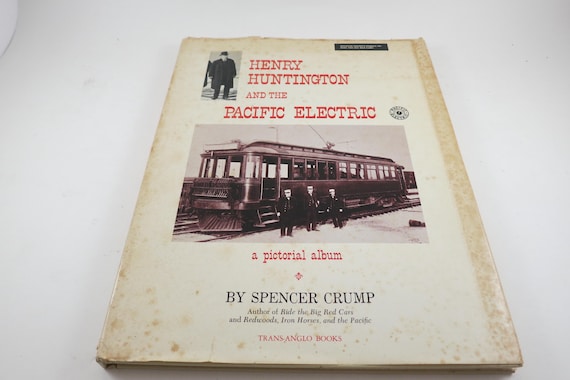 HENRY
HUNTINGTON
AND THE
PACIFIC ELECTRIC
a pictorial album
BY SPENCER CRUMP
Author of Ride the Big Red Cars
and Redwoods, Iron Horses, and the Pacific
TRANS-ANGLO BOOKS